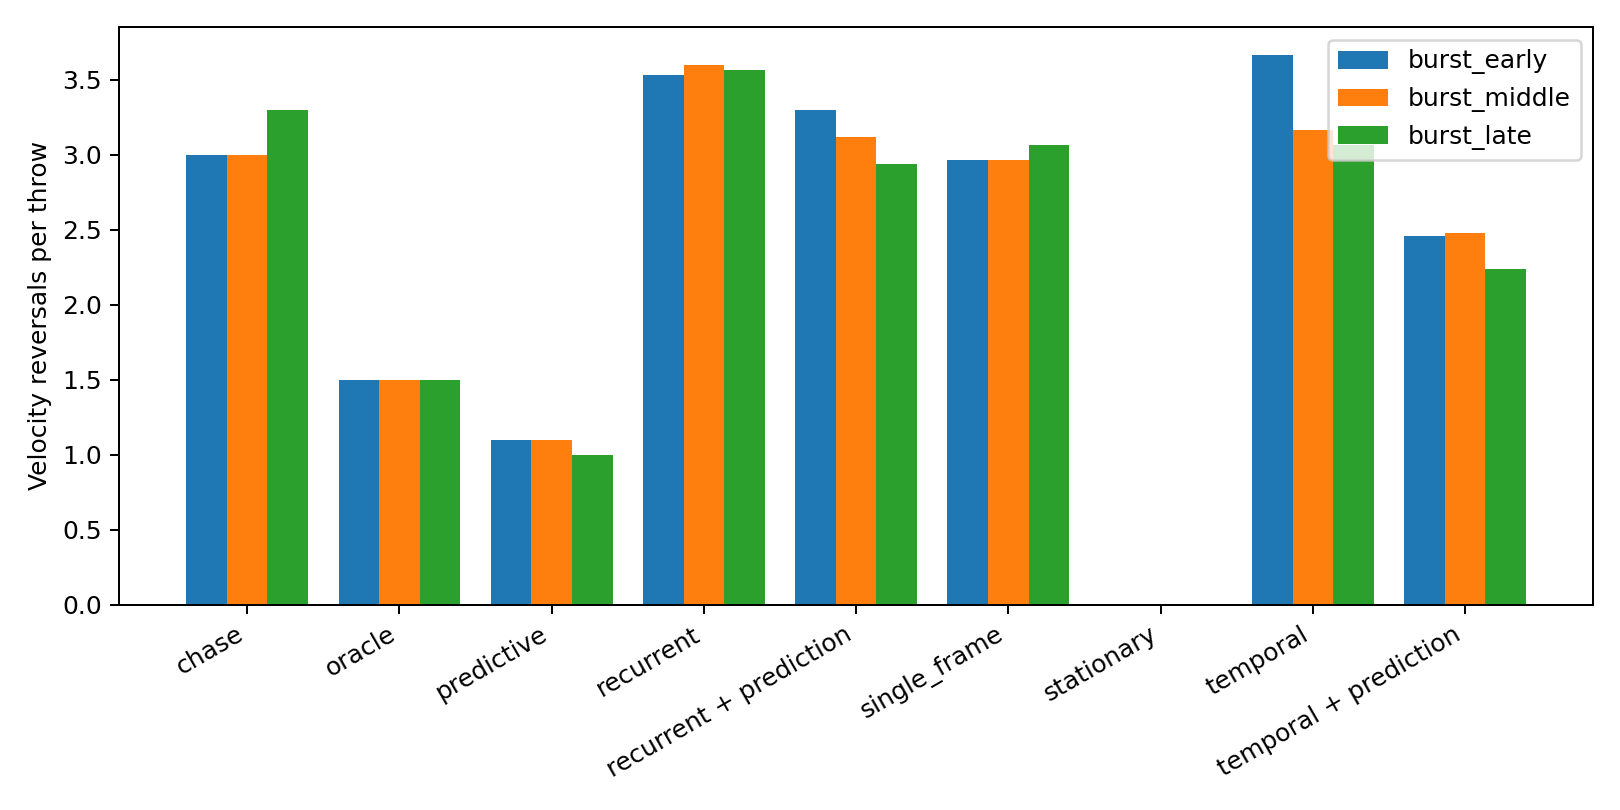 Velocity reversals per throw
3.5
3.0
2.5
2.0
1.5
1.0
0.5
0.0
burst_early
burst_middle
burst_late
chase
oracle
predictive
recurrent
recurrent + prediction
single_frame
stationary
temporal
temporal + prediction